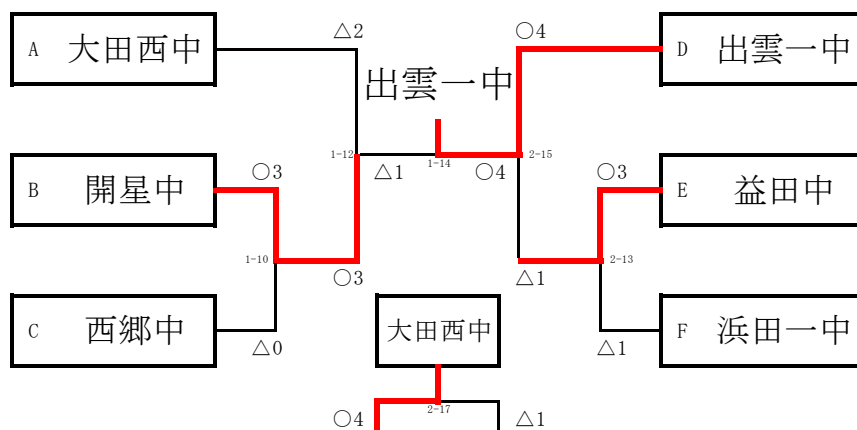 △2
○4
A 大田西中
D 出雲一中
出雲一中
1-12
1-14
2-15
△1
○4
B 開星中
○3
○3
E 益田中
1-10
2-13
○3
△1
C 西郷中
大田西中
F 浜田一中
△0
△1
○4
2-17
△1